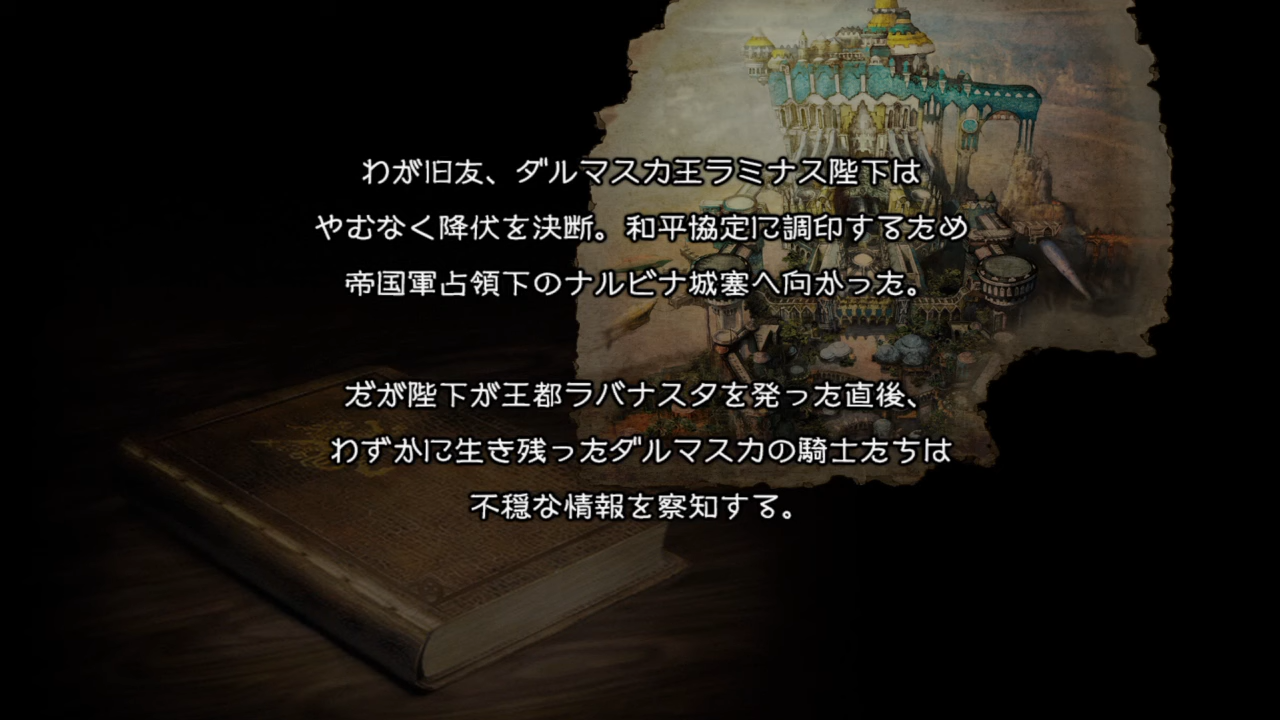 わが旧友、ダルマスカ王ラミナス陛下は
やむなく降伏を決断。和平協定に調印するため
帝国軍占領下のナルビナ城塞へ向かった。
だが陛下が王都ラバナスタを発った直後、
わずかに生き残ったダルマスカの騎士たちは
不穏な情報を察知する。